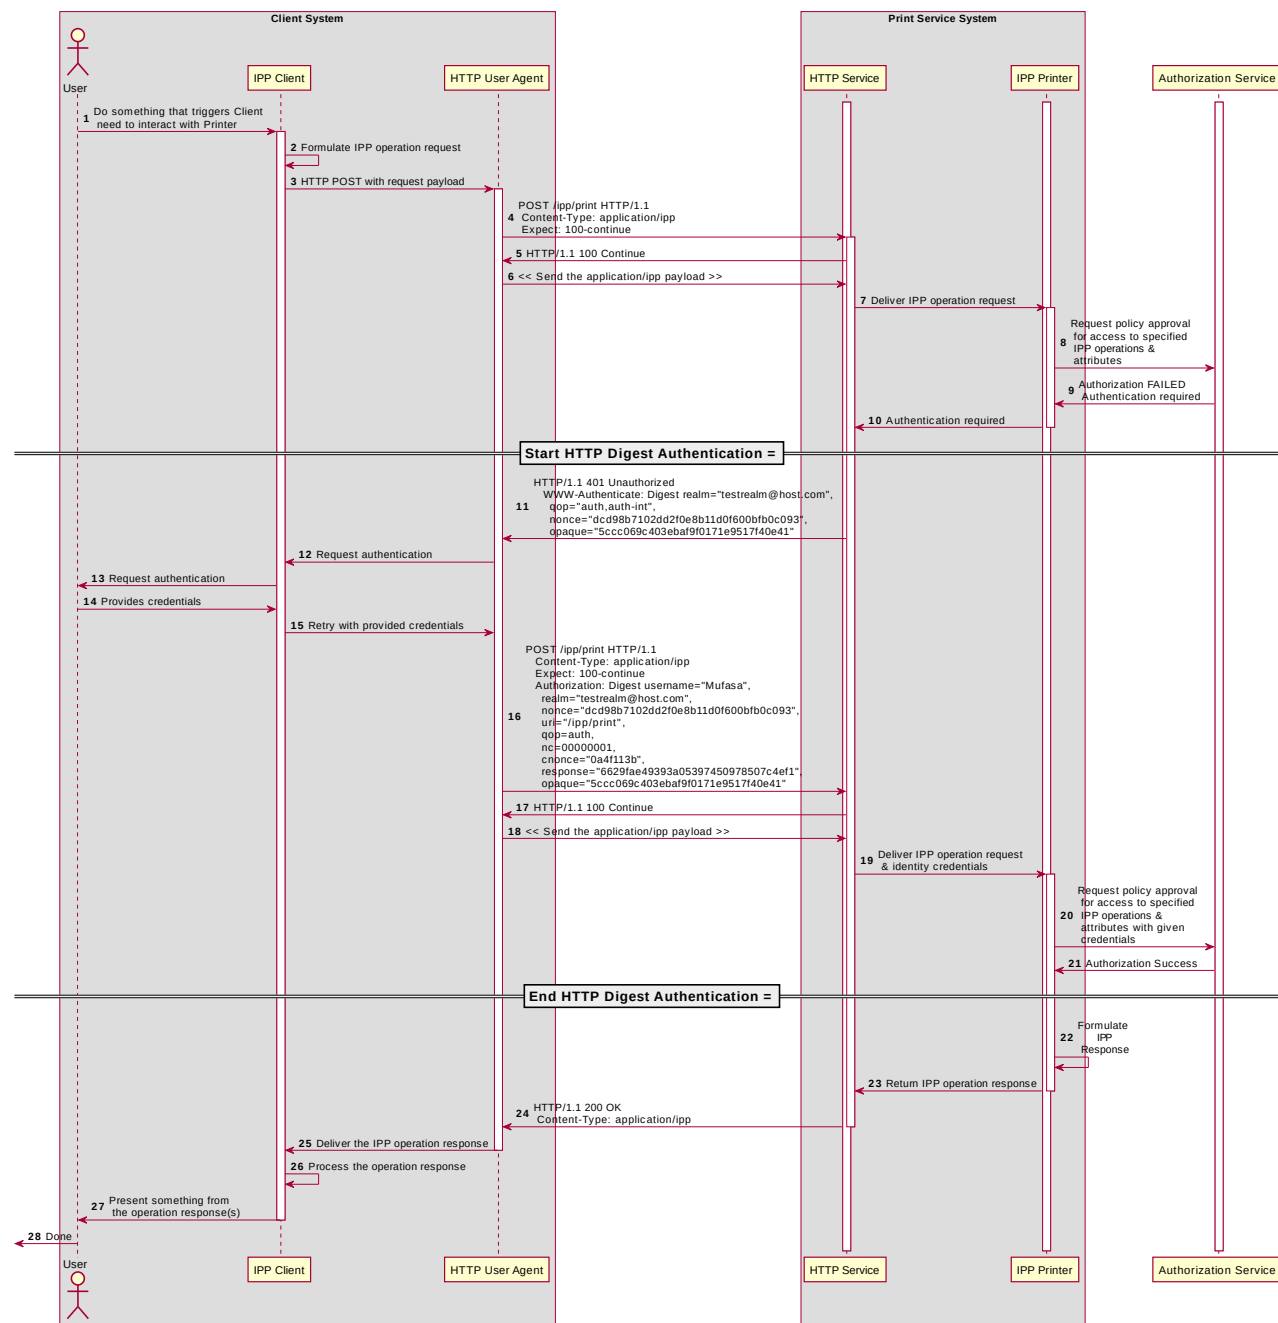 Client System
Print Service System
User
IPP Client
HTTP User Agent
HTTP Service
IPP Printer
Authorization Service
1 Do something that triggers Client
need to interact with Printer
2 Formulate IPP operation request
3 HTTP POST with request payload
4 POST /ipp/print HTTP/1.1
Content-Type: application/ipp
Expect: 100-continue
5 HTTP/1.1 100 Continue
6 << Send the application/ipp payload >>
7 Deliver IPP operation request
8 Request policy approval
for access to specified
IPP operations &
attributes
9 Authorization FAILED
Authentication required
10 Authentication required
Start HTTP Digest Authentication =
11 HTTP/1.1 401 Unauthorized
WWW-Authenticate: Digest realm="testrealm@host.com",
qop="auth,auth-int",
nonce="dcd98b7102dd2f0e8b11d0f600bfb0c093",
opaque="5ccc069c403ebaf9f0171e9517f40e41"
12 Request authentication
13 Request authentication
14 Provides credentials
15 Retry with provided credentials
16 POST /ipp/print HTTP/1.1
Content-Type: application/ipp
Expect: 100-continue
Authorization: Digest username="Mufasa",
realm="testrealm@host.com",
nonce="dcd98b7102dd2f0e8b11d0f600bfb0c093",
uri="/ipp/print",
qop=auth,
nc=00000001,
cnonce="0a4f113b",
response="6629fae49393a05397450978507c4ef1",
opaque="5ccc069c403ebaf9f0171e9517f40e41"
17 HTTP/1.1 100 Continue
18 << Send the application/ipp payload >>
19 Deliver IPP operation request
& identity credentials
20 Request policy approval
for access to specified
IPP operations &
attributes with given
credentials
21 Authorization Success
End HTTP Digest Authentication =
22 Formulate
IPP
Response
23 Return IPP operation response
24 HTTP/1.1 200 OK
Content-Type: application/ipp
25 Deliver the IPP operation response
26 Process the operation response
27 Present something from
the operation response(s)
28 Done
User
IPP Client
HTTP User Agent
HTTP Service
IPP Printer
Authorization Service